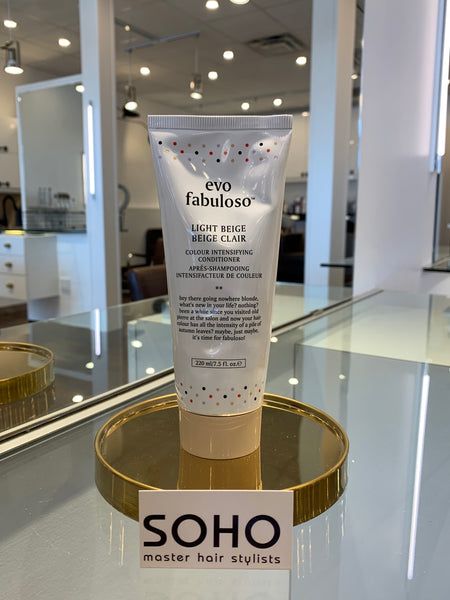 evo
fabuloso™
LIGHT BEIGE
BEIGE CLAIR
COLOUR INTENSIFYING
CONDITIONER
APRÈS-SHAMPOOING
INTENSIFACTEUR DE COULEUR
hey there going nowhere blonde,
what's new in your life? nothing?
been a while since you visited old
pierre at the salon and now your hair
colour has all the intensity of a pile of
autumn leaves? maybe, just maybe,
it's time for fabuloso!
220 ml/7.5 fl. oz.℮
SOHO
master hair stylists